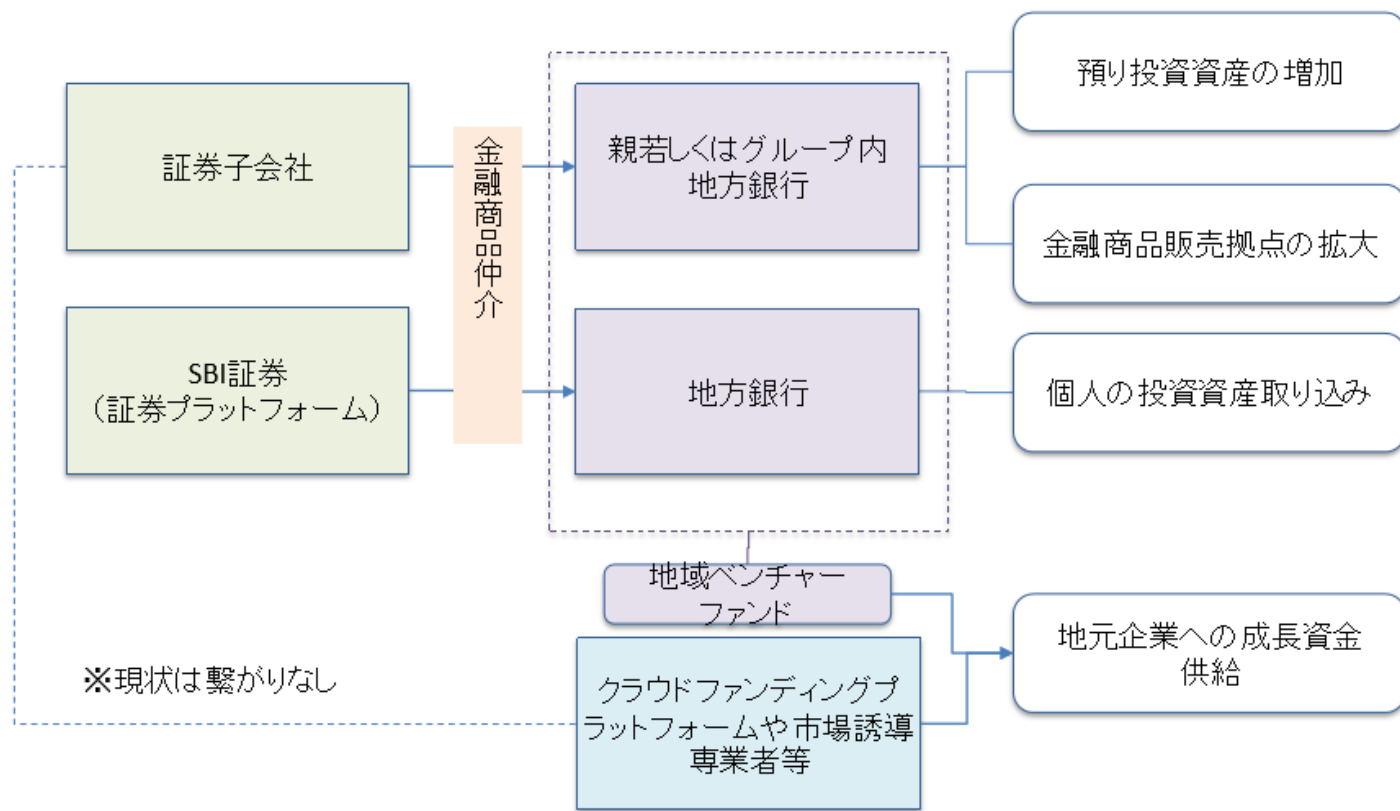 証券子会社
金融商品仲介
親若しくはグループ内
地方銀行
預り投資資産の増加
金融商品販売拠点の拡大
SBI証券
（証券プラットフォーム）
地方銀行
個人の投資資産取り込み
地域ベンチャー
ファンド
地元企業への成長資金
供給
※現状は繋がりなし
クラウドファンディングプ
ラットフォームや市場誘導
専業者等